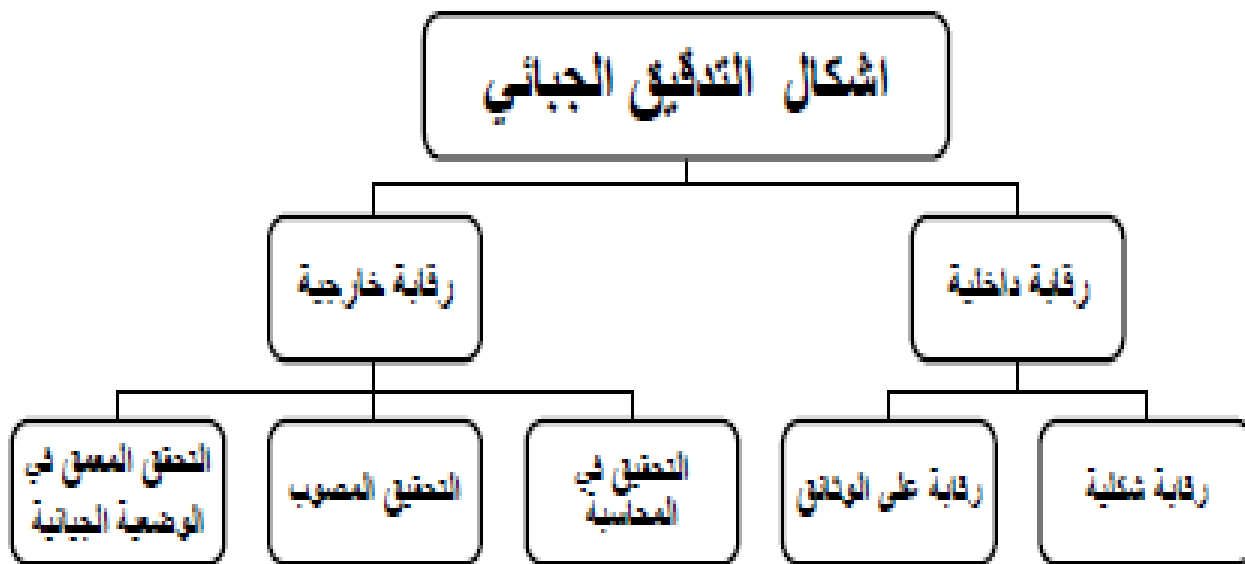 اشكال التدقيق الجبائي
رقابة داخلية
رقابة خارجية
رقابة شكلية
رقابة على الوثائق
التحقيق في
المحاسبة
التحقيق المصوب
التحقق المعمق في
الوضعية الجبائية